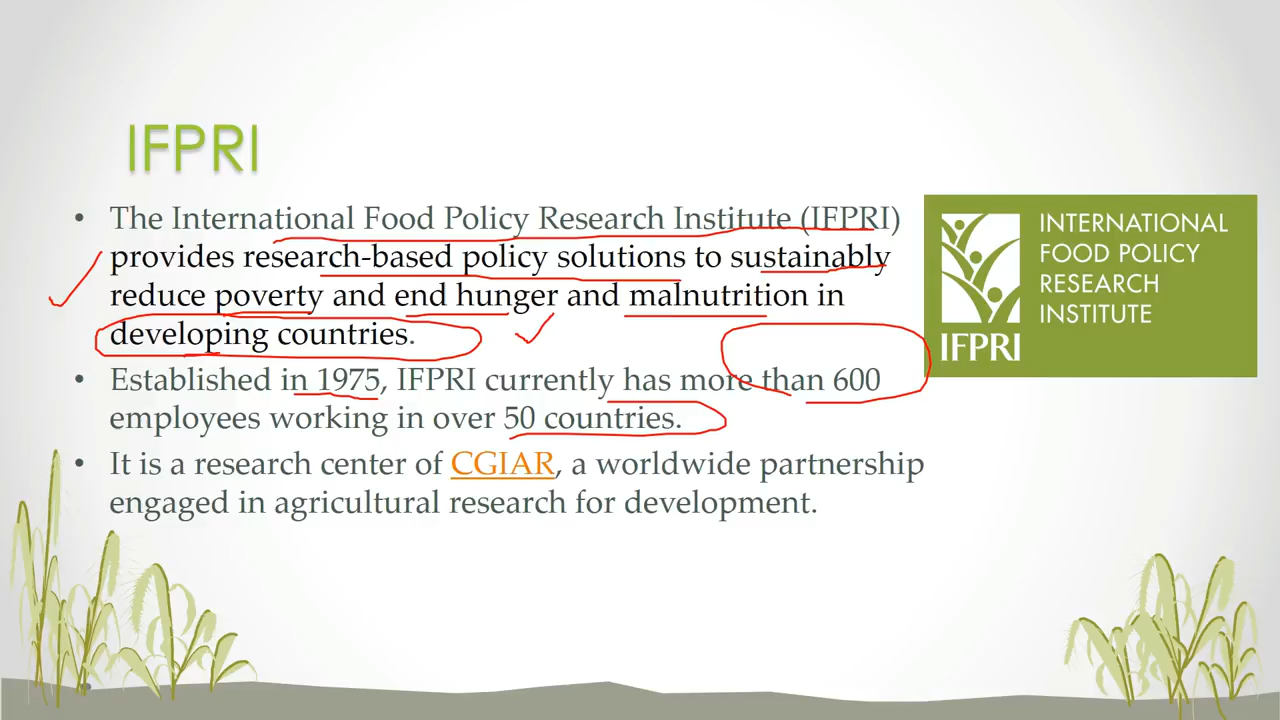 IFPRI
• The International Food Policy Research Institute (IFPRI)
provides research-based policy solutions to sustainably
reduce poverty and end hunger and malnutrition in
developing countries.
• Established in 1975, IFPRI currently has more than 600
employees working in over 50 countries.
• It is a research center of CGIAR, a worldwide partnership
engaged in agricultural research for development.
INTERNATIONAL
FOOD POLICY
RESEARCH
INSTITUTE
IFPRI